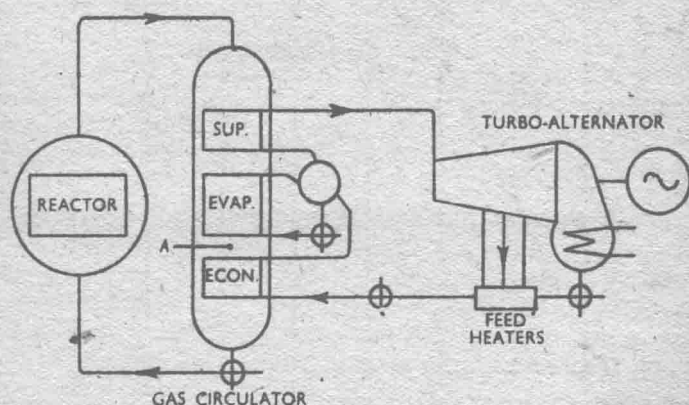 SUP.
TURBO-ALTERNATOR
REACTOR
EVAP.
A
ECON.
FEED
HEATERS
GAS CIRCULATOR